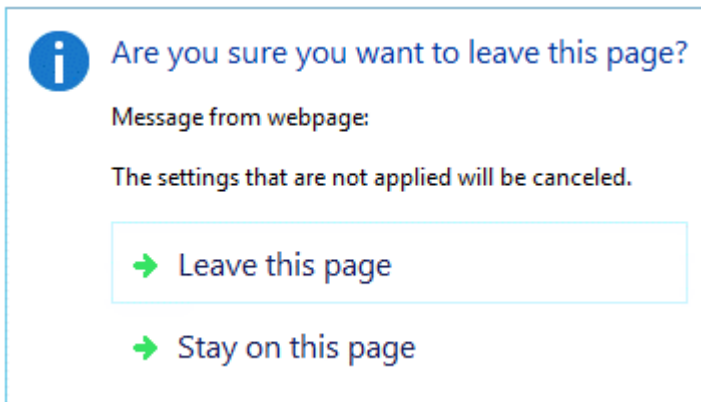 Are you sure you want to leave this page?
Message from webpage:
The settings that are not applied will be canceled.
Leave this page
Stay on this page